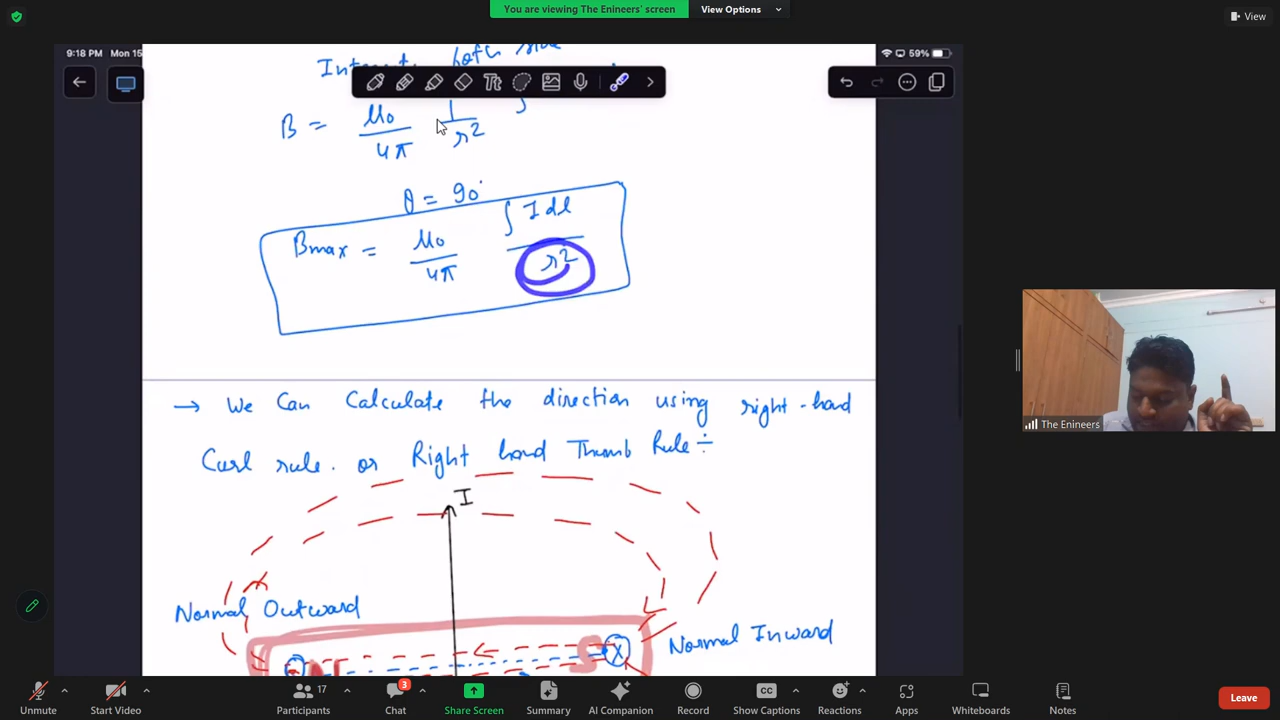 You are viewing The Enineers' screen
View Options
View
9:18 PM Mon 15
59%
both
B = μ₀/4π 1/r² ∫
θ = 90°
Bmax = μ₀/4π ∫ I dl / r²
→ We Can Calculate the direction using right-hand
Curl rule. or Right hand Thumb Rule ÷
I
Normal Outward
Normal Inward
X
The Enineers
Unmute
Start Video
17
Participants
3
Chat
Share Screen
Summary
AI Companion
Record
CC
Show Captions
Reactions
Apps
Whiteboards
Notes
Leave